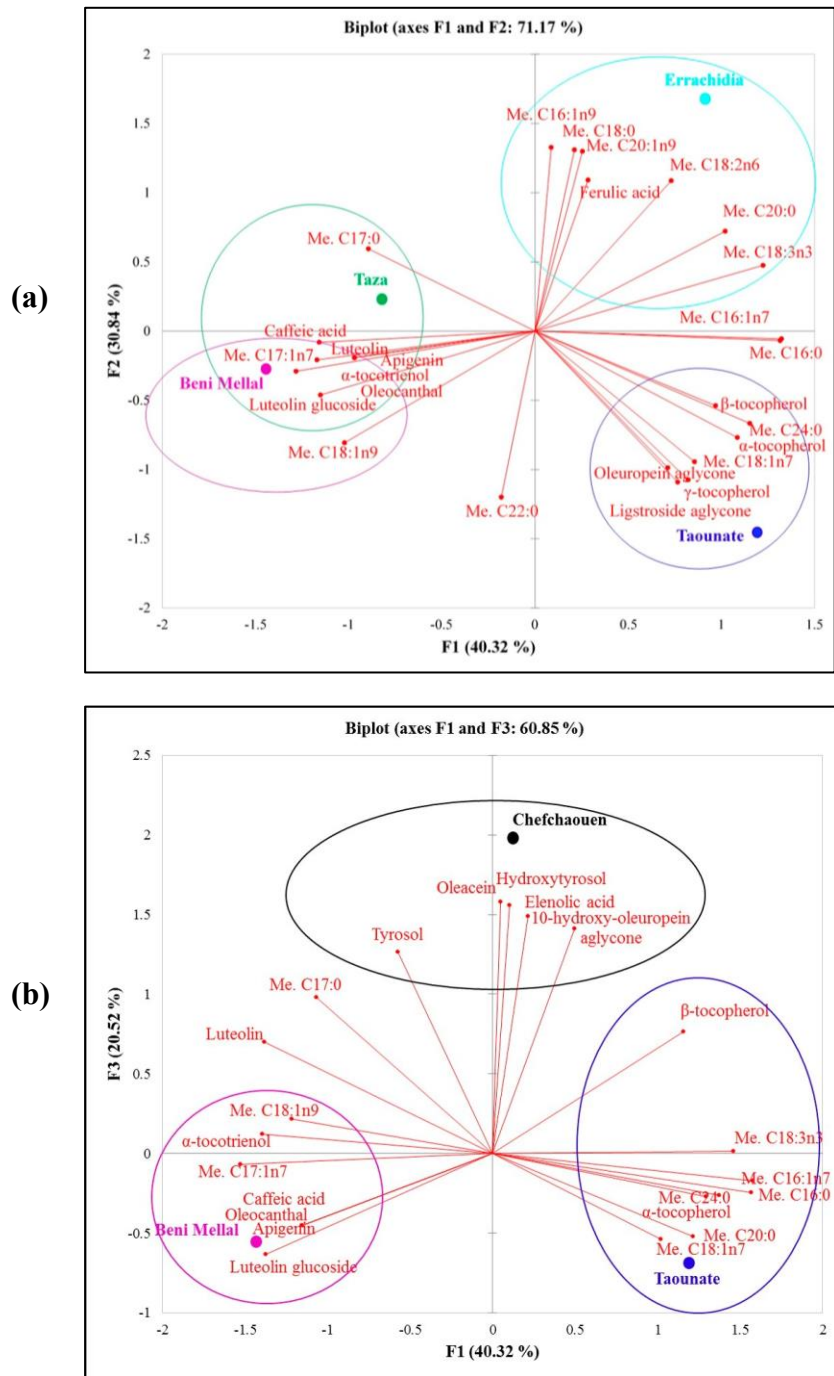 (a)
Biplot (axes F1 and F2: 71.17 %)
F2 (30.84 %)
2
1.5
1
0.5
0
-0.5
-1
-1.5
-2
Errachidia
Me. C16:1n9
Me. C18:0
Me. C20:1n9
Me. C18:2n6
Ferulic acid
Me. C20:0
Me. C17:0
Me. C18:3n3
Taza
Me. C16:1n7
Caffeic acid
Luteolin
Me. C16:0
Me. C17:1n7
Apigenin
Beni Mellal
α-tocotrienol
Oleocanthal
Luteolin glucoside
β-tocopherol
Me. C24:0
α-tocopherol
Me. C18:1n9
Me. C18:1n7
Oleuropein aglycone
γ-tocopherol
Me. C22:0
Ligstroside aglycone
Taounate
-2 -1.5 -1 -0.5 0 0.5 1 1.5
F1 (40.32 %)
(b)
Biplot (axes F1 and F3: 60.85 %)
F3 (20.52 %)
2.5
2
1.5
1
0.5
0
-0.5
-1
Chefchaouen
Hydroxytyrosol
Oleacein
Elenolic acid
10-hydroxy-oleuropein
aglycone
Tyrosol
Me. C17:0
β-tocopherol
Luteolin
Me. C18:1n9
α-tocotrienol
Me. C18:3n3
Me. C17:1n7
Me. C16:1n7
Me. C16:0
Me. C24:0
Caffeic acid
α-tocopherol
Oleocanthal
Beni Mellal
Apigenin
Me. C20:0
Me. C18:1n7
Luteolin glucoside
Taounate
-2 -1.5 -1 -0.5 0 0.5 1 1.5 2
F1 (40.32 %)